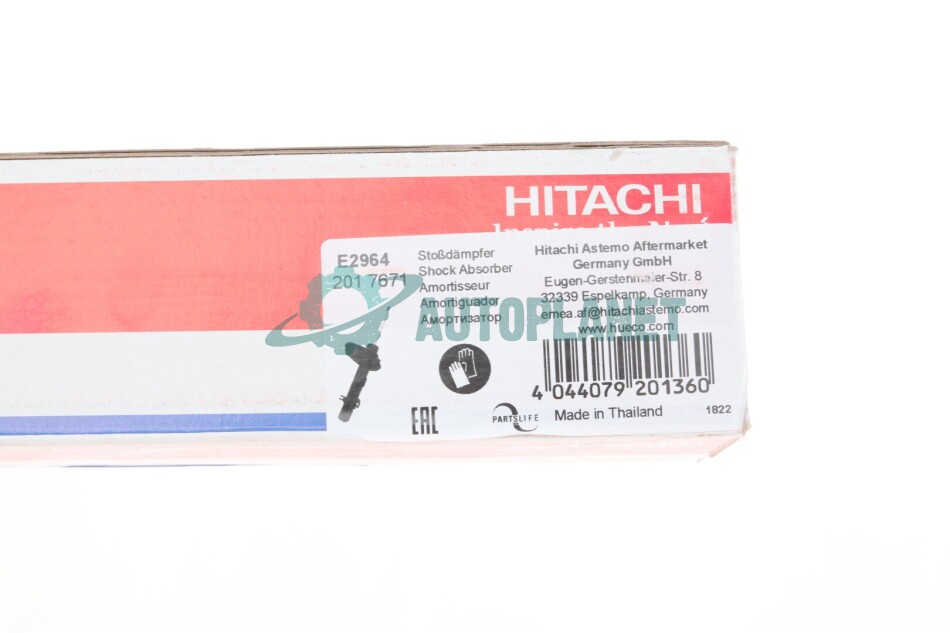 HITACHI
E2964
201 7671
Stoßdämpfer
Shock Absorber
Amortisseur
Amortiguador
Амортизатор
Hitachi Astemo Aftermarket
Germany GmbH
Eugen-Gerstenmaier-Str. 8
32339 Espelkamp, Germany
emea.af@hitachiastemo.com
www.hueco.com
AUTOPLANET
4 044079 201360
EAC
PARTSLIFE
Made in Thailand
1822